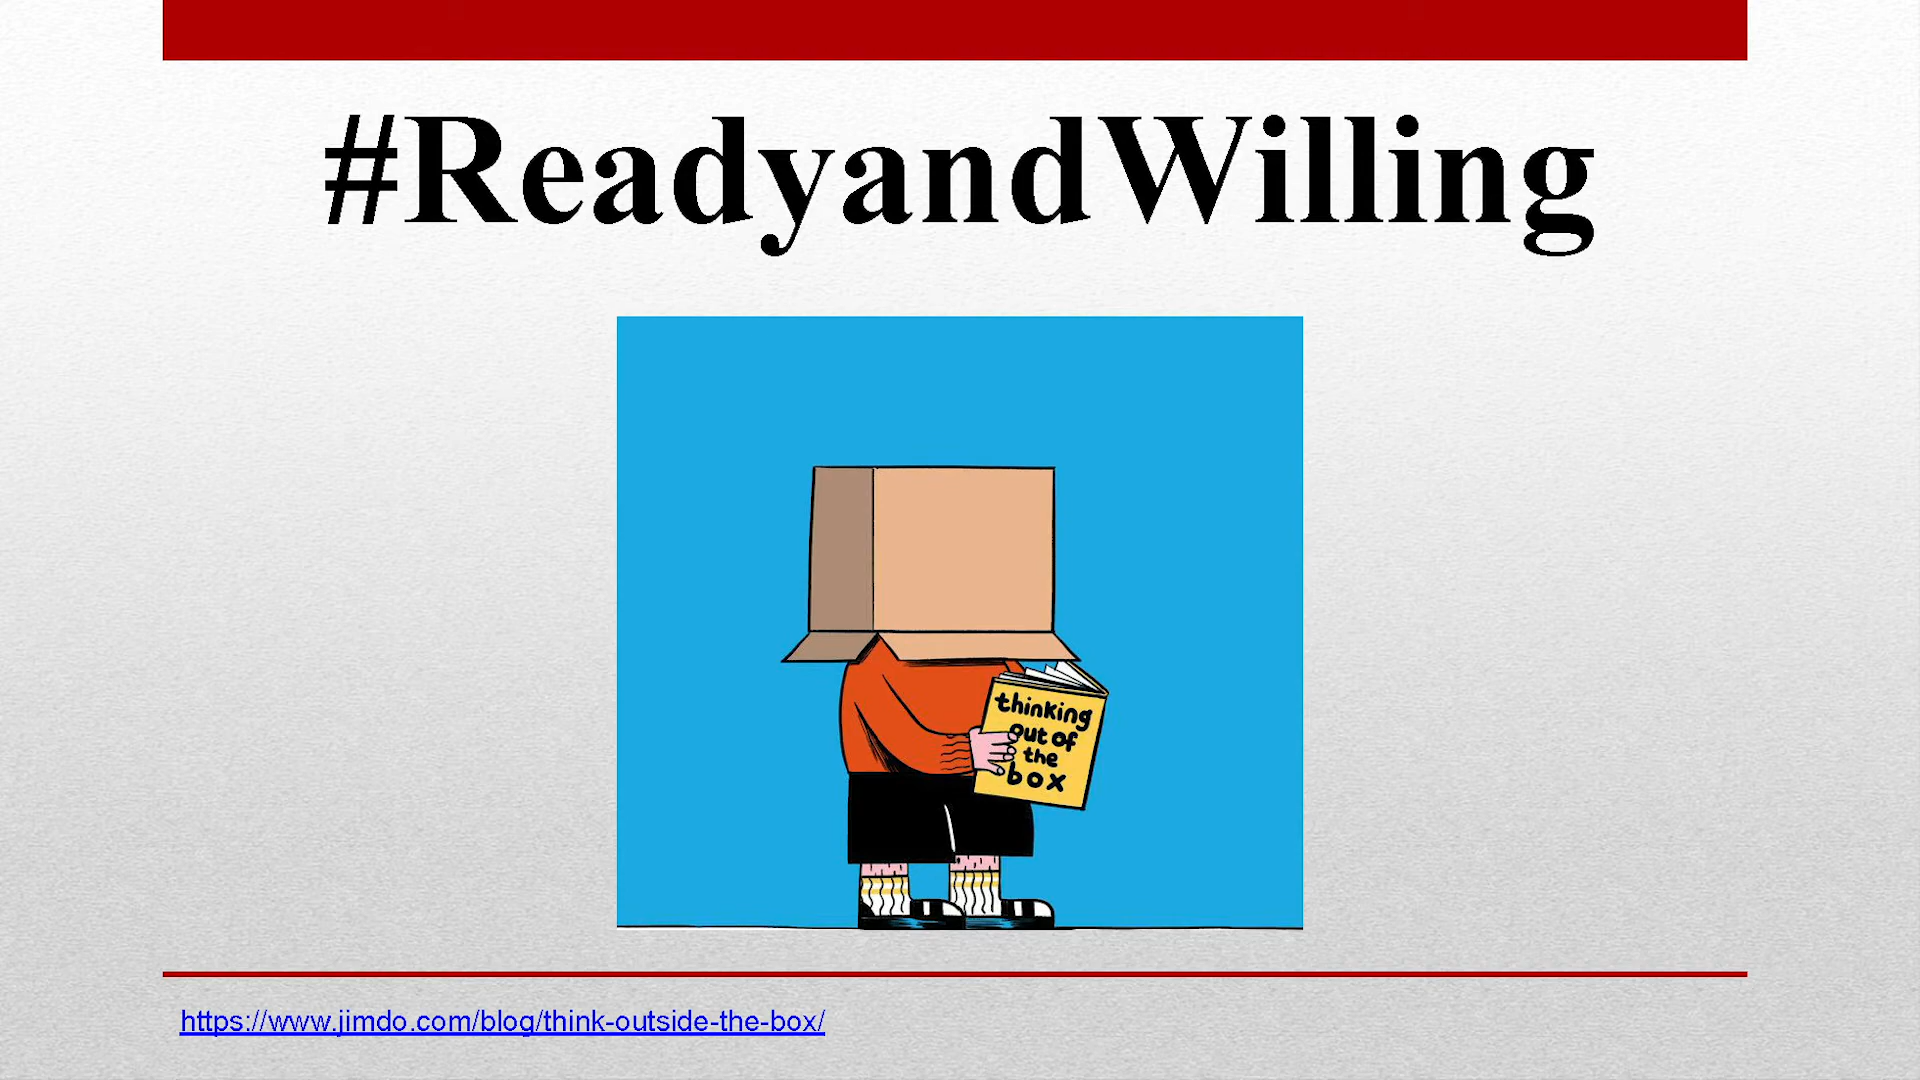 #ReadyandWilling
thinking
out of
the
box
https://www.jimdo.com/blog/think-outside-the-box/